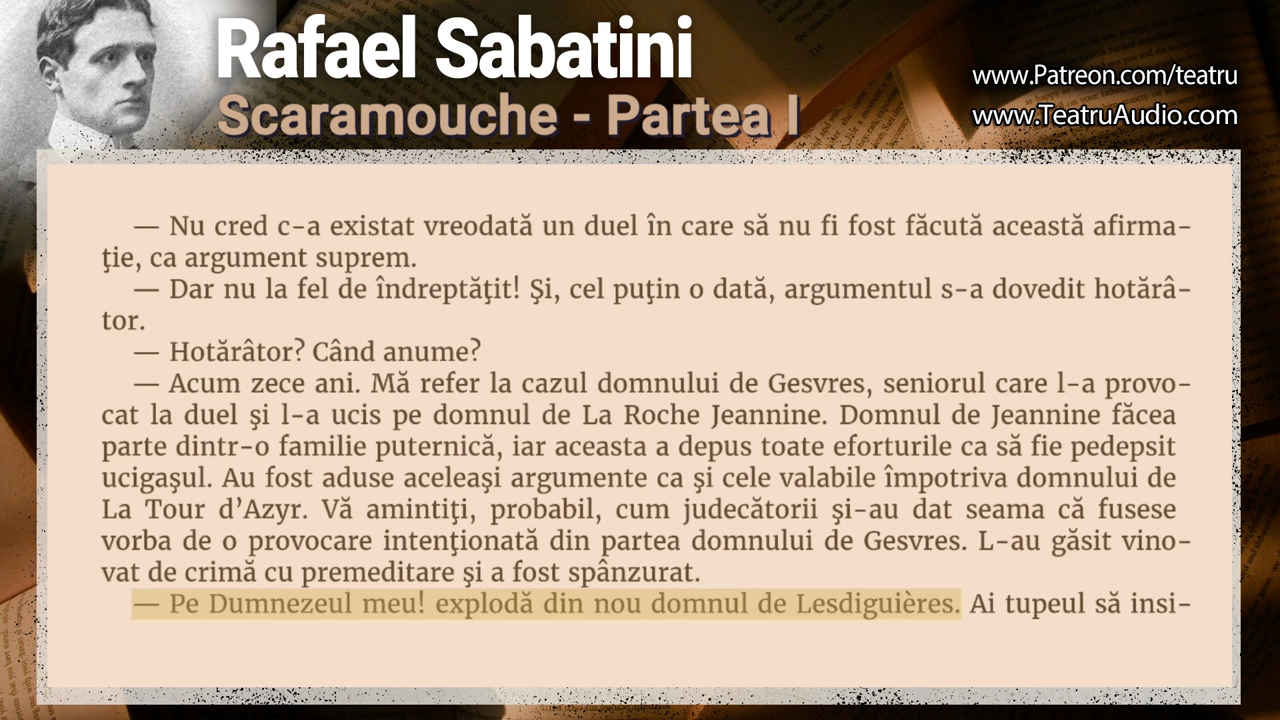 Rafael Sabatini
Scaramouche - Partea I
www.Patreon.com/teatru
www.TeatruAudio.com
— Nu cred c-a existat vreodată un duel în care să nu fi fost făcută această afirma-
ţie, ca argument suprem.
— Dar nu la fel de îndreptăţit! Şi, cel puţin o dată, argumentul s-a dovedit hotărâ-
tor.
— Hotărâtor? Când anume?
— Acum zece ani. Mă refer la cazul domnului de Gesvres, seniorul care l-a provo-
cat la duel şi l-a ucis pe domnul de La Roche Jeannine. Domnul de Jeannine făcea
parte dintr-o familie puternică, iar aceasta a depus toate eforturile ca să fie pedepsit
ucigaşul. Au fost aduse aceleaşi argumente ca şi cele valabile împotriva domnului de
La Tour d’Azyr. Vă amintiţi, probabil, cum judecătorii şi-au dat seama că fusese
vorba de o provocare intenţionată din partea domnului de Gesvres. L-au găsit vino-
vat de crimă cu premeditare şi a fost spânzurat.
— Pe Dumnezeul meu! explodă din nou domnul de Lesdiguières. Ai tupeul să insi-